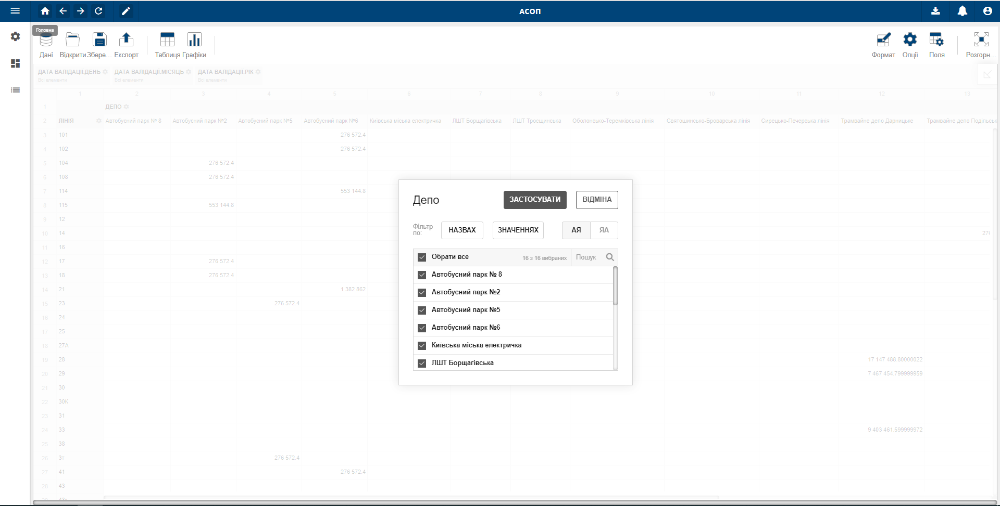 АСОП
Головна
Дані Відкрити Збере... Експорт Таблиця Графіки Формат Опції Поля Розгорн...
ДАТА ВАЛІДАЦІЇ.ДЕНЬ ДАТА ВАЛІДАЦІЇ.МІСЯЦЬ ДАТА ВАЛІДАЦІЇ.РІК
Всі елементи Всі елементи Всі елементи
1 2 3 4 5 6 7 8 9 10 11 12 13
1 ДЕПО
2 ЛІНІЯ Автобусний парк № 8 Автобусний парк №2 Автобусний парк №5 Автобусний парк №6 Київська міська електричка ЛШТ Борщагівська ЛШТ Троєщинська Оболонсько-Теремківська лінія Святошинсько-Броварська лінія Сирецько-Печерська лінія Трамвайне депо Дарницьке Трамвайне депо Подільськ
3 101 276 572.4
4 102 276 572.4
5 104 276 572.4
6 108 276 572.4
7 114 553 144.8
8 115 553 144.8
9 12
10 14 276
11 16
12 17 276 572.4
13 18 276 572.4
14 21 1 382 862
15 23 276 572.4
16 24
17 25
18 27А
19 28 17 147 488.80000022
20 29 7 467 454.799999959
21 30
22 30К
23 31
24 33 9 403 461.599999972
25 38
26 3т 276 572.4
27 41 276 572.4
28 43
Депо
ЗАСТОСУВАТИ ВІДМІНА
Фільтр по: НАЗВАХ ЗНАЧЕННЯХ АЯ ЯА
Обрати все 16 з 16 вибраних Пошук
Автобусний парк № 8
Автобусний парк №2
Автобусний парк №5
Автобусний парк №6
Київська міська електричка
ЛШТ Борщагівська